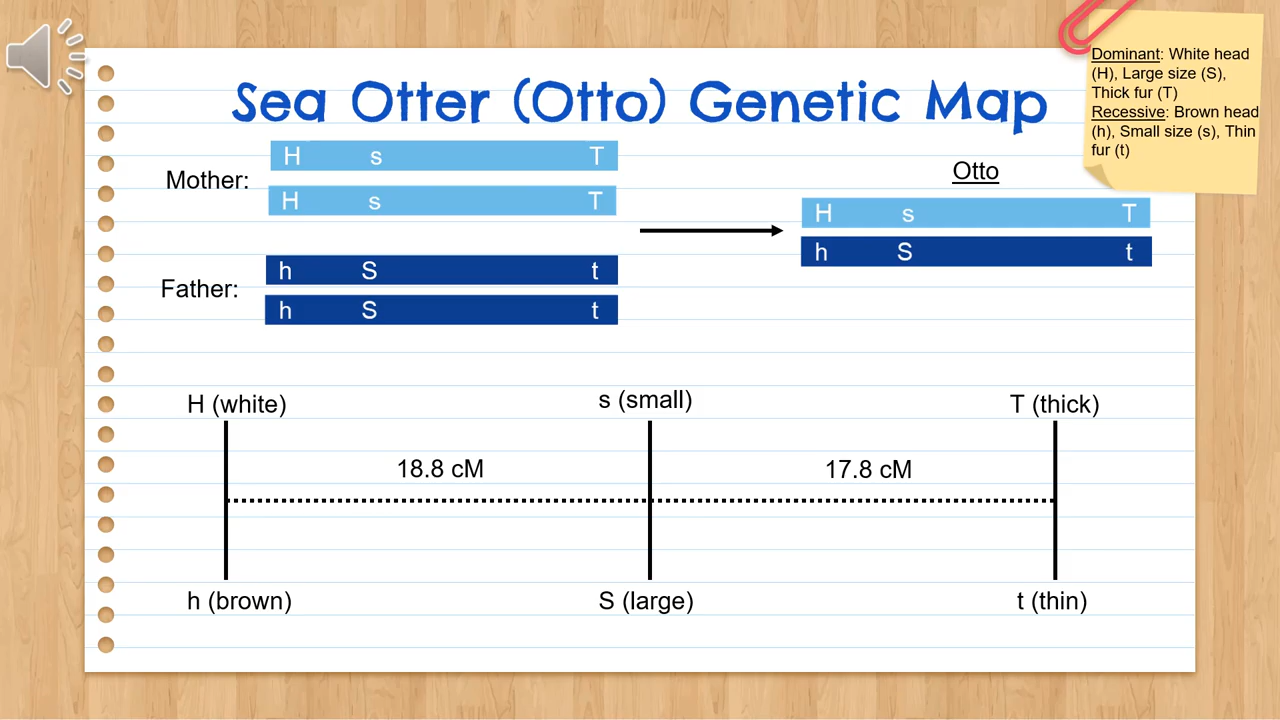 Sea Otter (Otto) Genetic Map
Dominant: White head
(H), Large size (S),
Thick fur (T)
Recessive: Brown head
(h), Small size (s), Thin
fur (t)
Mother:
H s T
H s T
Father:
h S t
h S t
Otto
H s T
h S t
H (white) s (small) T (thick)
18.8 cM 17.8 cM
h (brown) S (large) t (thin)